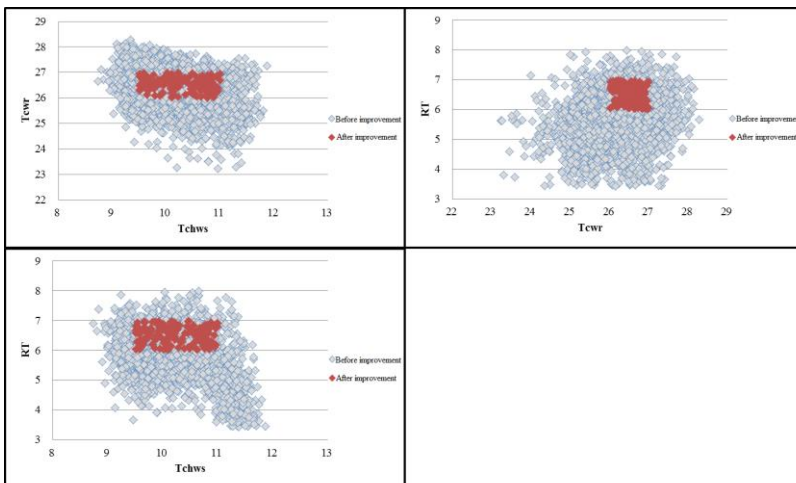 29
28
27
26
25
24
23
22
Tcwr
8 9 10 11 12 13
Tchws
Before improvement
After improvement
9
8
7
6
5
4
3
RT
22 23 24 25 26 27 28 29
Tcwr
Before improvement
After improvement
9
8
7
6
5
4
3
RT
8 9 10 11 12 13
Tchws
Before improvement
After improvement